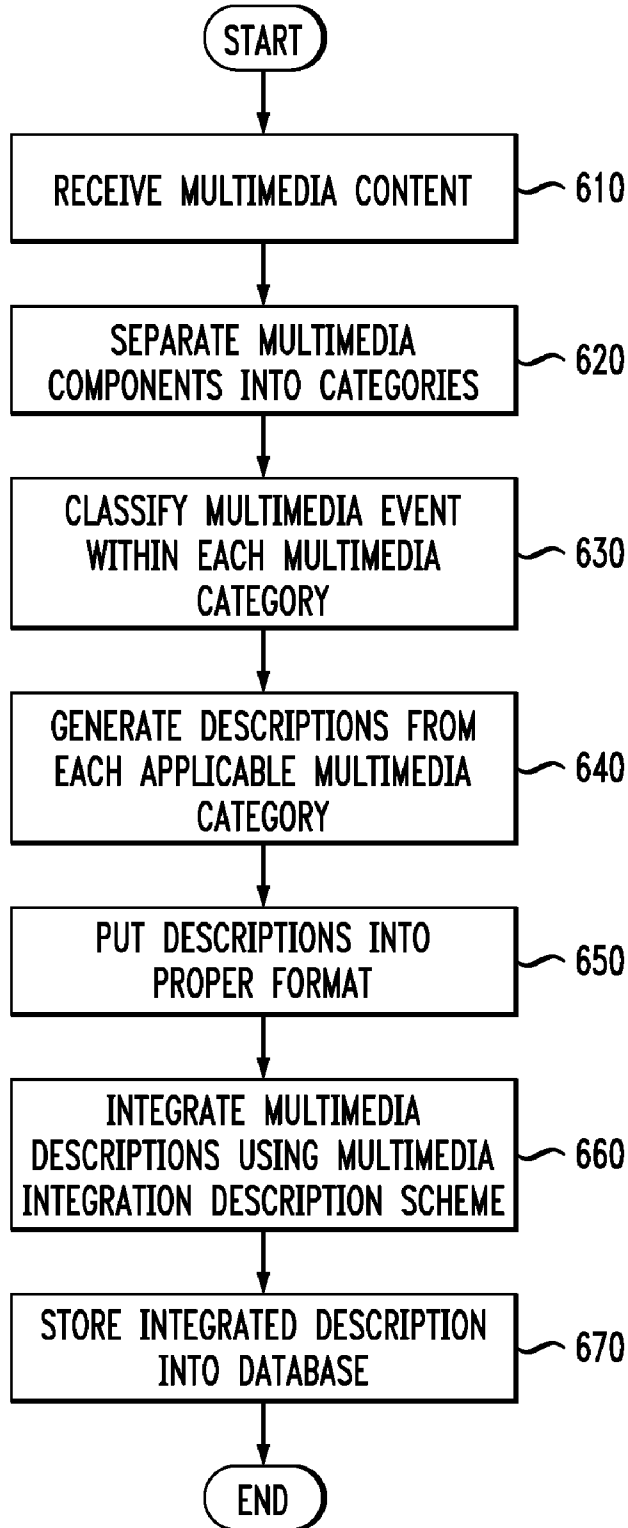 START
RECEIVE MULTIMEDIA CONTENT
610
SEPARATE MULTIMEDIA
COMPONENTS INTO CATEGORIES
620
CLASSIFY MULTIMEDIA EVENT
WITHIN EACH MULTIMEDIA
CATEGORY
630
GENERATE DESCRIPTIONS FROM
EACH APPLICABLE MULTIMEDIA
CATEGORY
640
PUT DESCRIPTIONS INTO
PROPER FORMAT
650
INTEGRATE MULTIMEDIA
DESCRIPTIONS USING MULTIMEDIA
INTEGRATION DESCRIPTION SCHEME
660
STORE INTEGRATED DESCRIPTION
INTO DATABASE
670
END